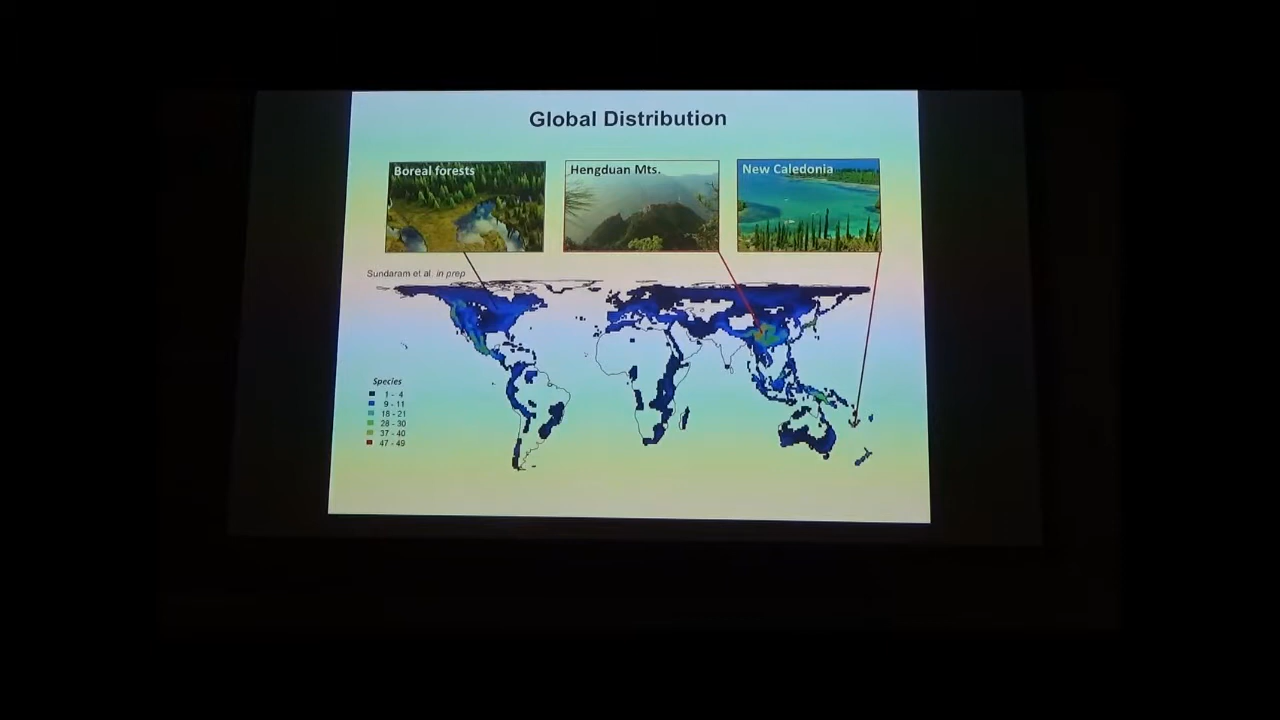 Global Distribution
Boreal forests
Hengduan Mts.
New Caledonia
Sundaram et al. in prep
Species
1 - 4
9 - 11
18 - 21
28 - 30
37 - 40
47 - 49